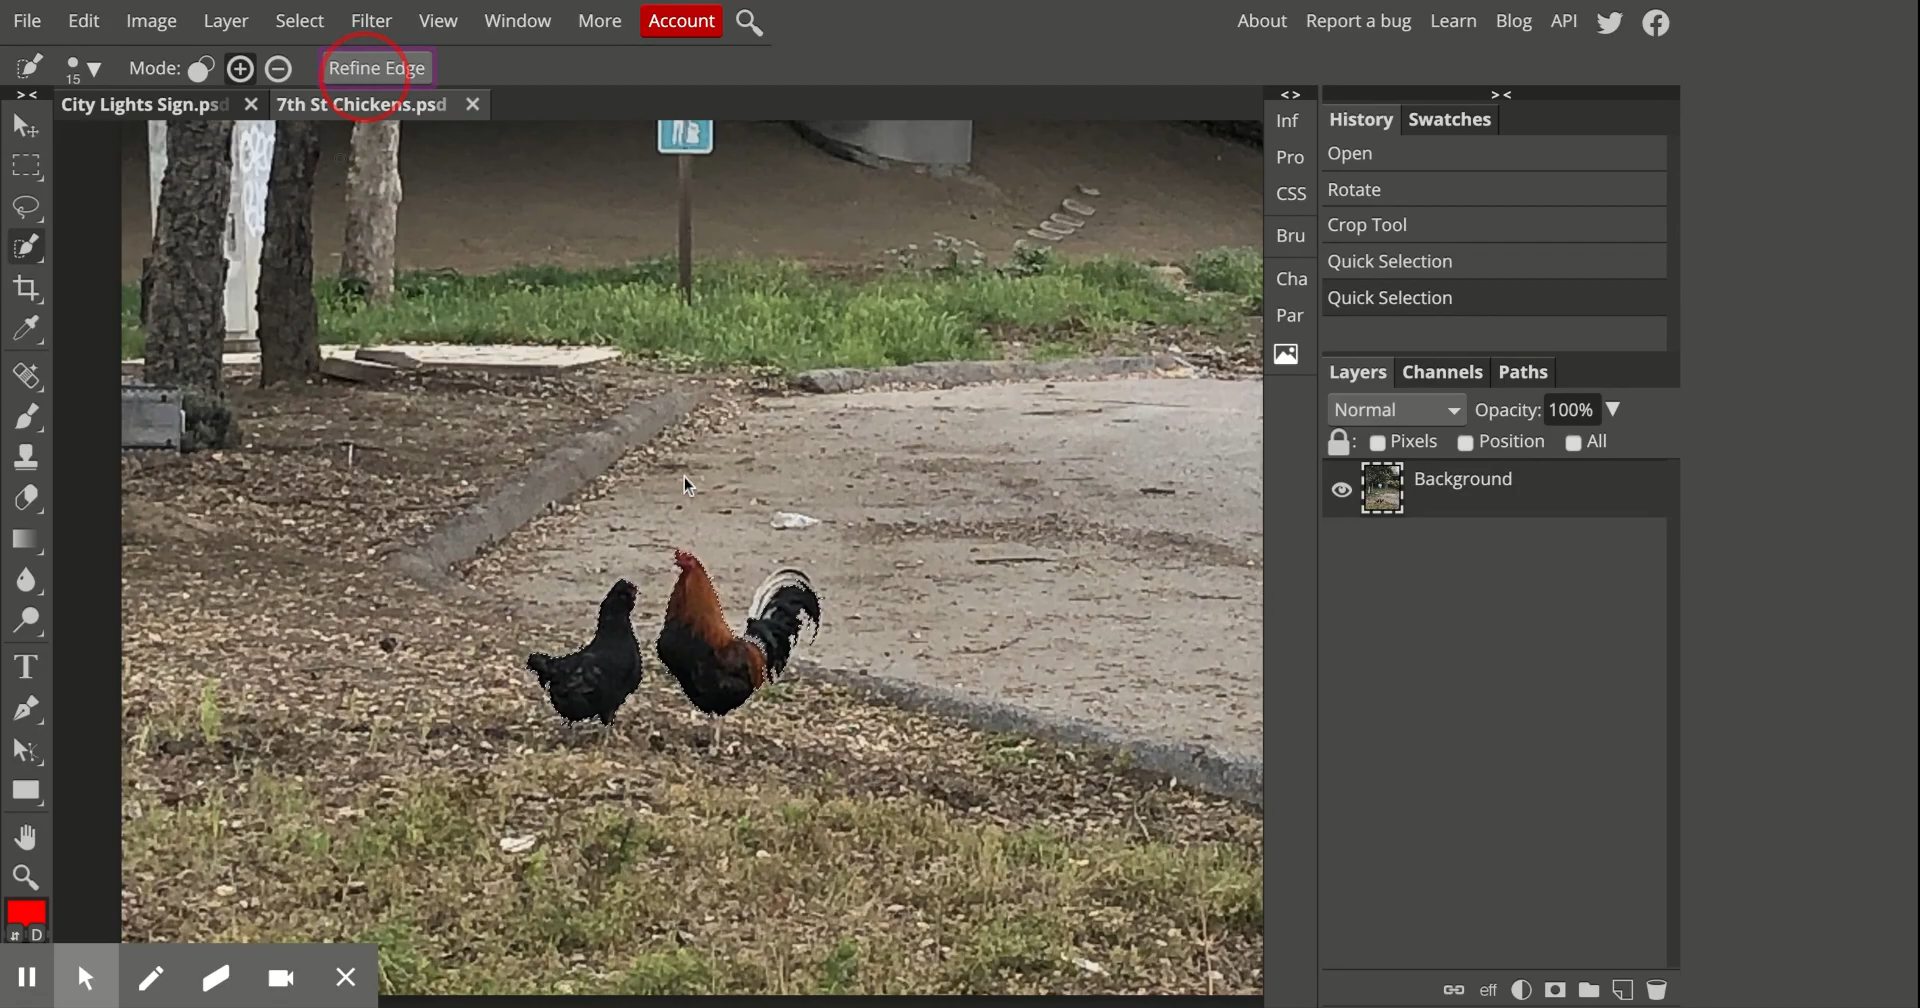 File Edit Image Layer Select Filter View Window More Account About Report a bug Learn Blog API
15 Mode: Refine Edge
> < City Lights Sign.psd 7th St Chickens.psd < > > <
Inf
Pro
CSS
Bru
Cha
Par
History Swatches
Open
Rotate
Crop Tool
Quick Selection
Quick Selection
Layers Channels Paths
Normal Opacity: 100%
: Pixels Position All
Background
T
D
eff